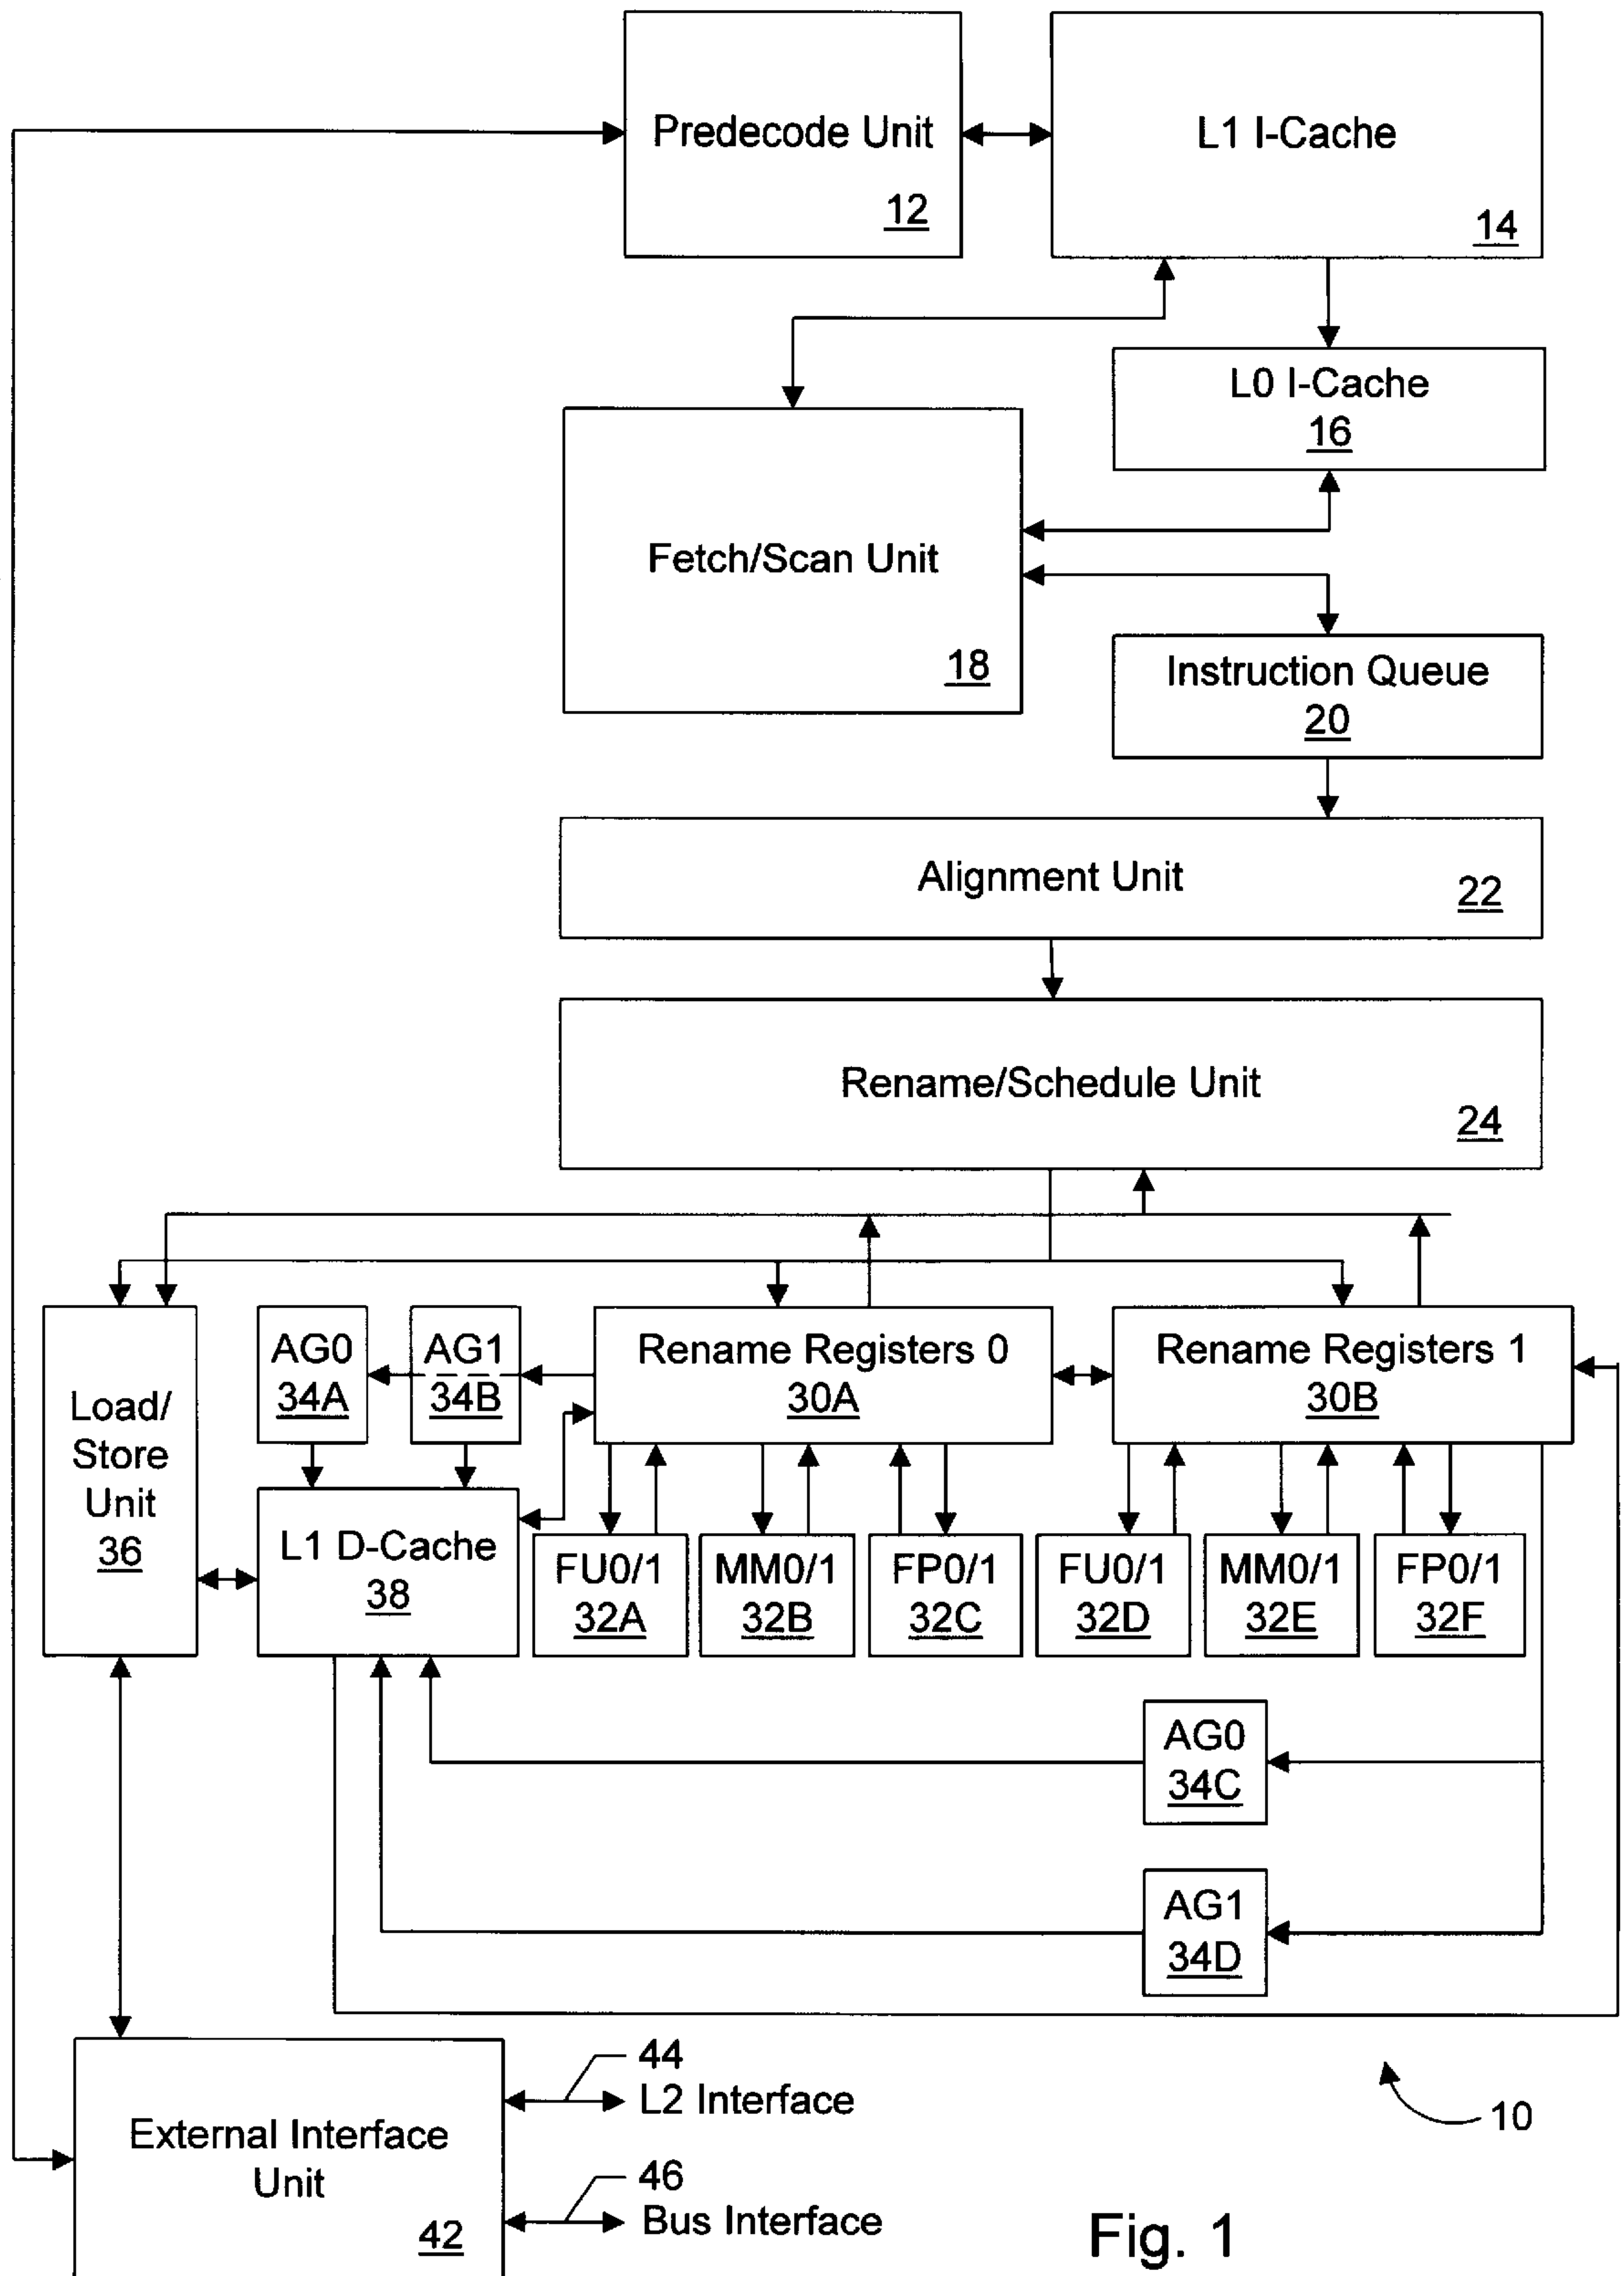 Predecode Unit
12
L1 I-Cache
14
L0 I-Cache
16
Fetch/Scan Unit
18
Instruction Queue
20
Alignment Unit
22
Rename/Schedule Unit
24
Load/
Store
Unit
36
AG0
34A
AG1
34B
Rename Registers 0
30A
Rename Registers 1
30B
L1 D-Cache
38
FU0/1
32A
MM0/1
32B
FP0/1
32C
FU0/1
32D
MM0/1
32E
FP0/1
32F
AG0
34C
AG1
34D
External Interface
Unit
42
44
L2 Interface
46
Bus Interface
10
Fig. 1